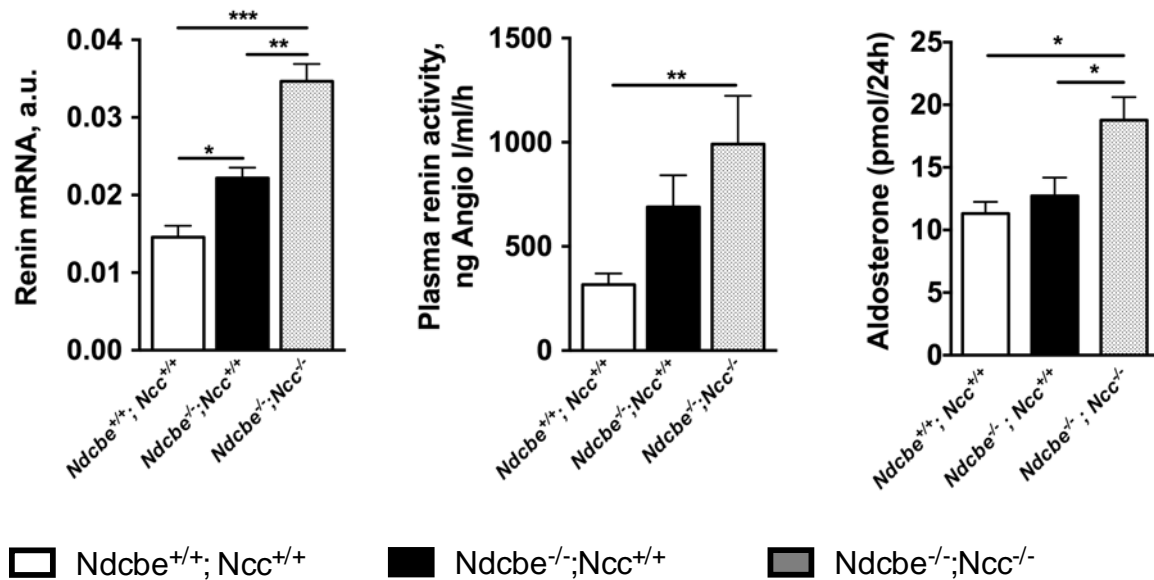 ***
**
*
0.04
0.03
0.02
0.01
0.00
Renin mRNA, a.u.
Ndcbe+/+; Ncc+/+
Ndcbe-/-;Ncc+/+
Ndcbe-/-;Ncc-/-
**
1500
1000
500
0
Plasma renin activity,
ng Angio I/ml/h
Ndcbe+/+; Ncc+/+
Ndcbe-/-;Ncc+/+
Ndcbe-/-;Ncc-/-
*
*
25
20
15
10
5
0
Aldosterone (pmol/24h)
Ndcbe+/+; Ncc+/+
Ndcbe-/- ; Ncc+/+
Ndcbe-/- ; Ncc-/-
Ndcbe+/+; Ncc+/+ Ndcbe-/-;Ncc+/+ Ndcbe-/-;Ncc-/-